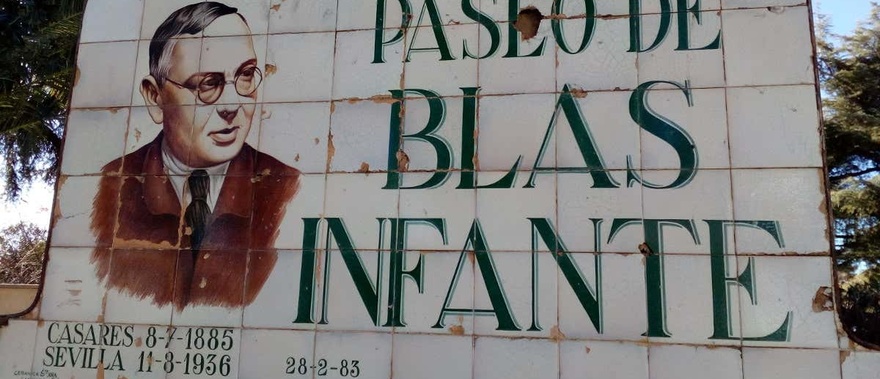 PASEO DE
BLAS
INFANTE
CASARES 8-7-1885
SEVILLA 11-8-1936
28-2-83